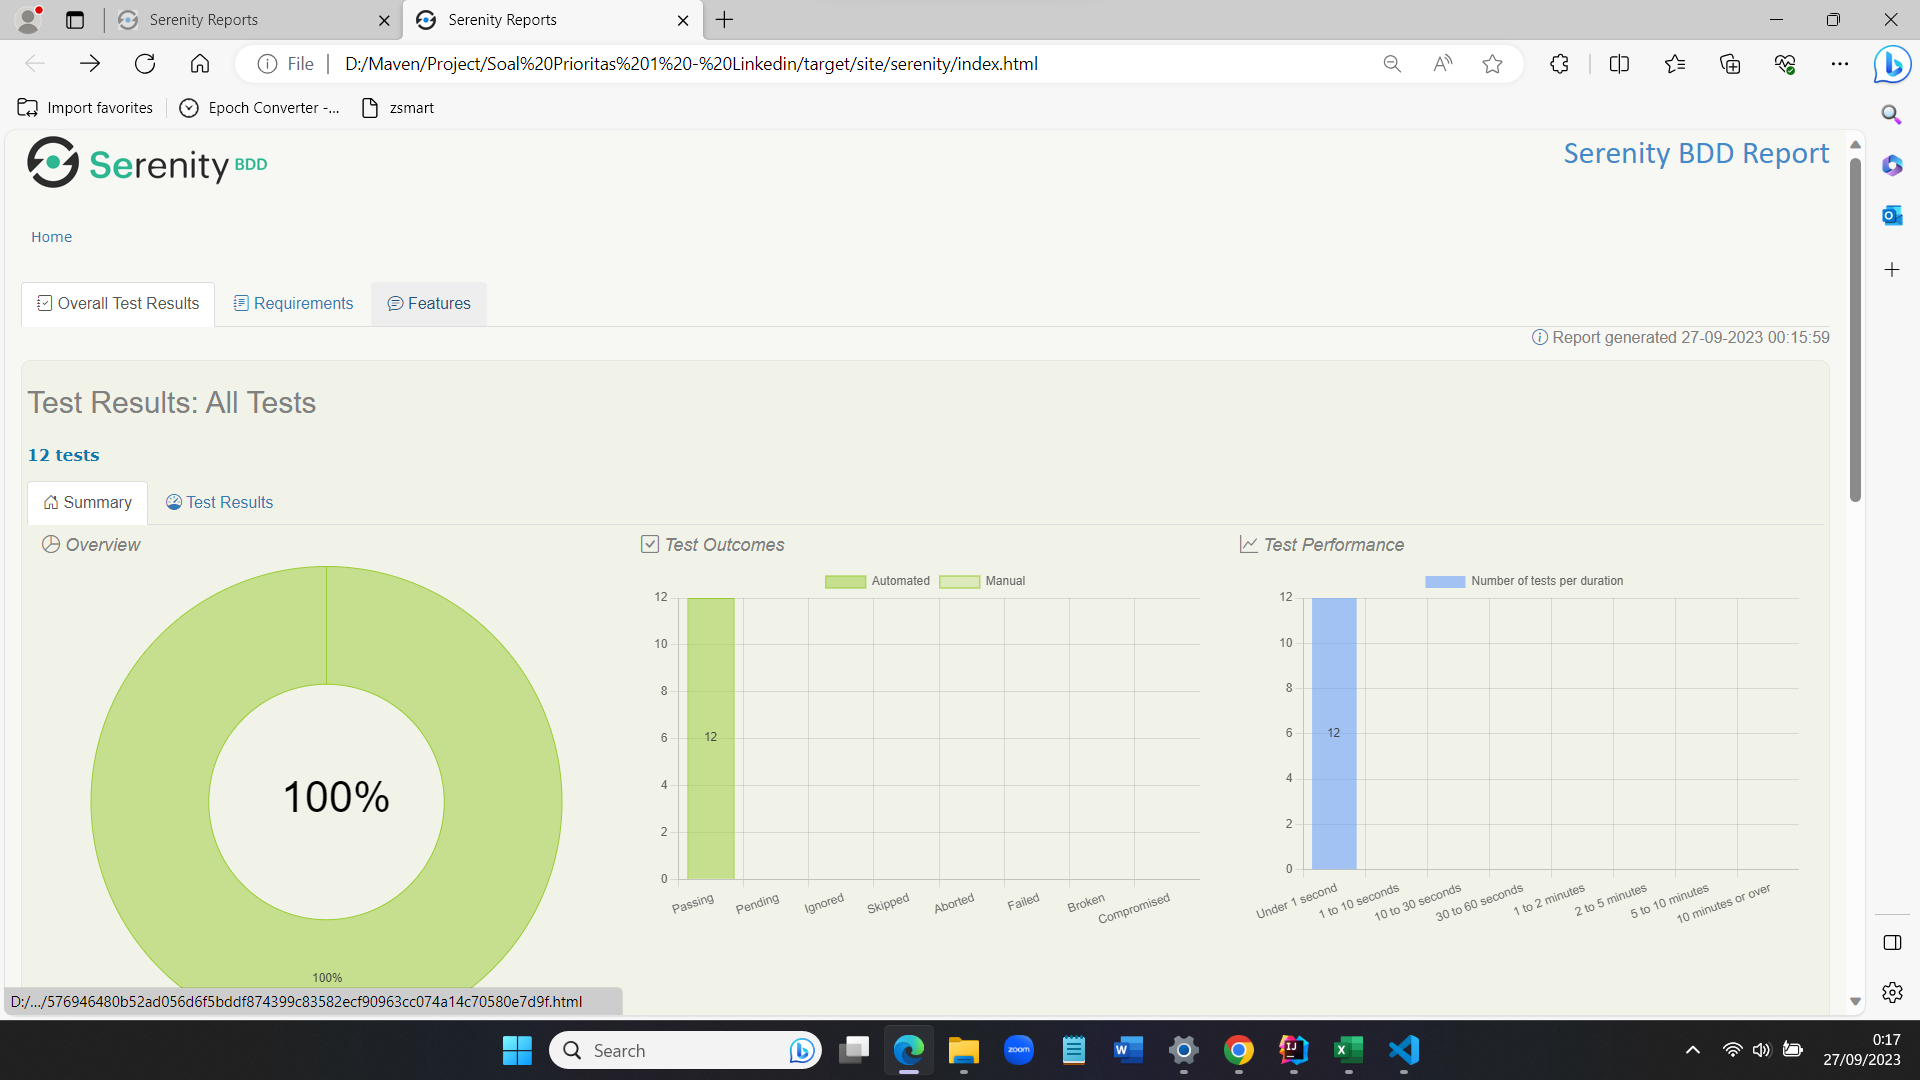 Serenity Reports
Serenity Reports
File
D:/Maven/Project/Soal%20Prioritas%201%20-%20Linkedin/target/site/serenity/index.html
Import favorites
Epoch Converter -...
zsmart
Serenity BDD
Serenity BDD Report
Home
Overall Test Results
Requirements
Features
Report generated 27-09-2023 00:15:59
Test Results: All Tests
12 tests
Summary
Test Results
Overview
100%
100%
Test Outcomes
Automated
Manual
12
10
8
6
4
2
0
12
Passing
Pending
Ignored
Skipped
Aborted
Failed
Broken
Compromised
Test Performance
Number of tests per duration
12
10
8
6
4
2
0
12
Under 1 second
1 to 10 seconds
10 to 30 seconds
30 to 60 seconds
1 to 2 minutes
2 to 5 minutes
5 to 10 minutes
10 minutes or over
D:/.../576946480b52ad056d6f5bddf874399c83582ecf90963cc074a14c70580e7d9f.html
Search
zoom
0:17
27/09/2023